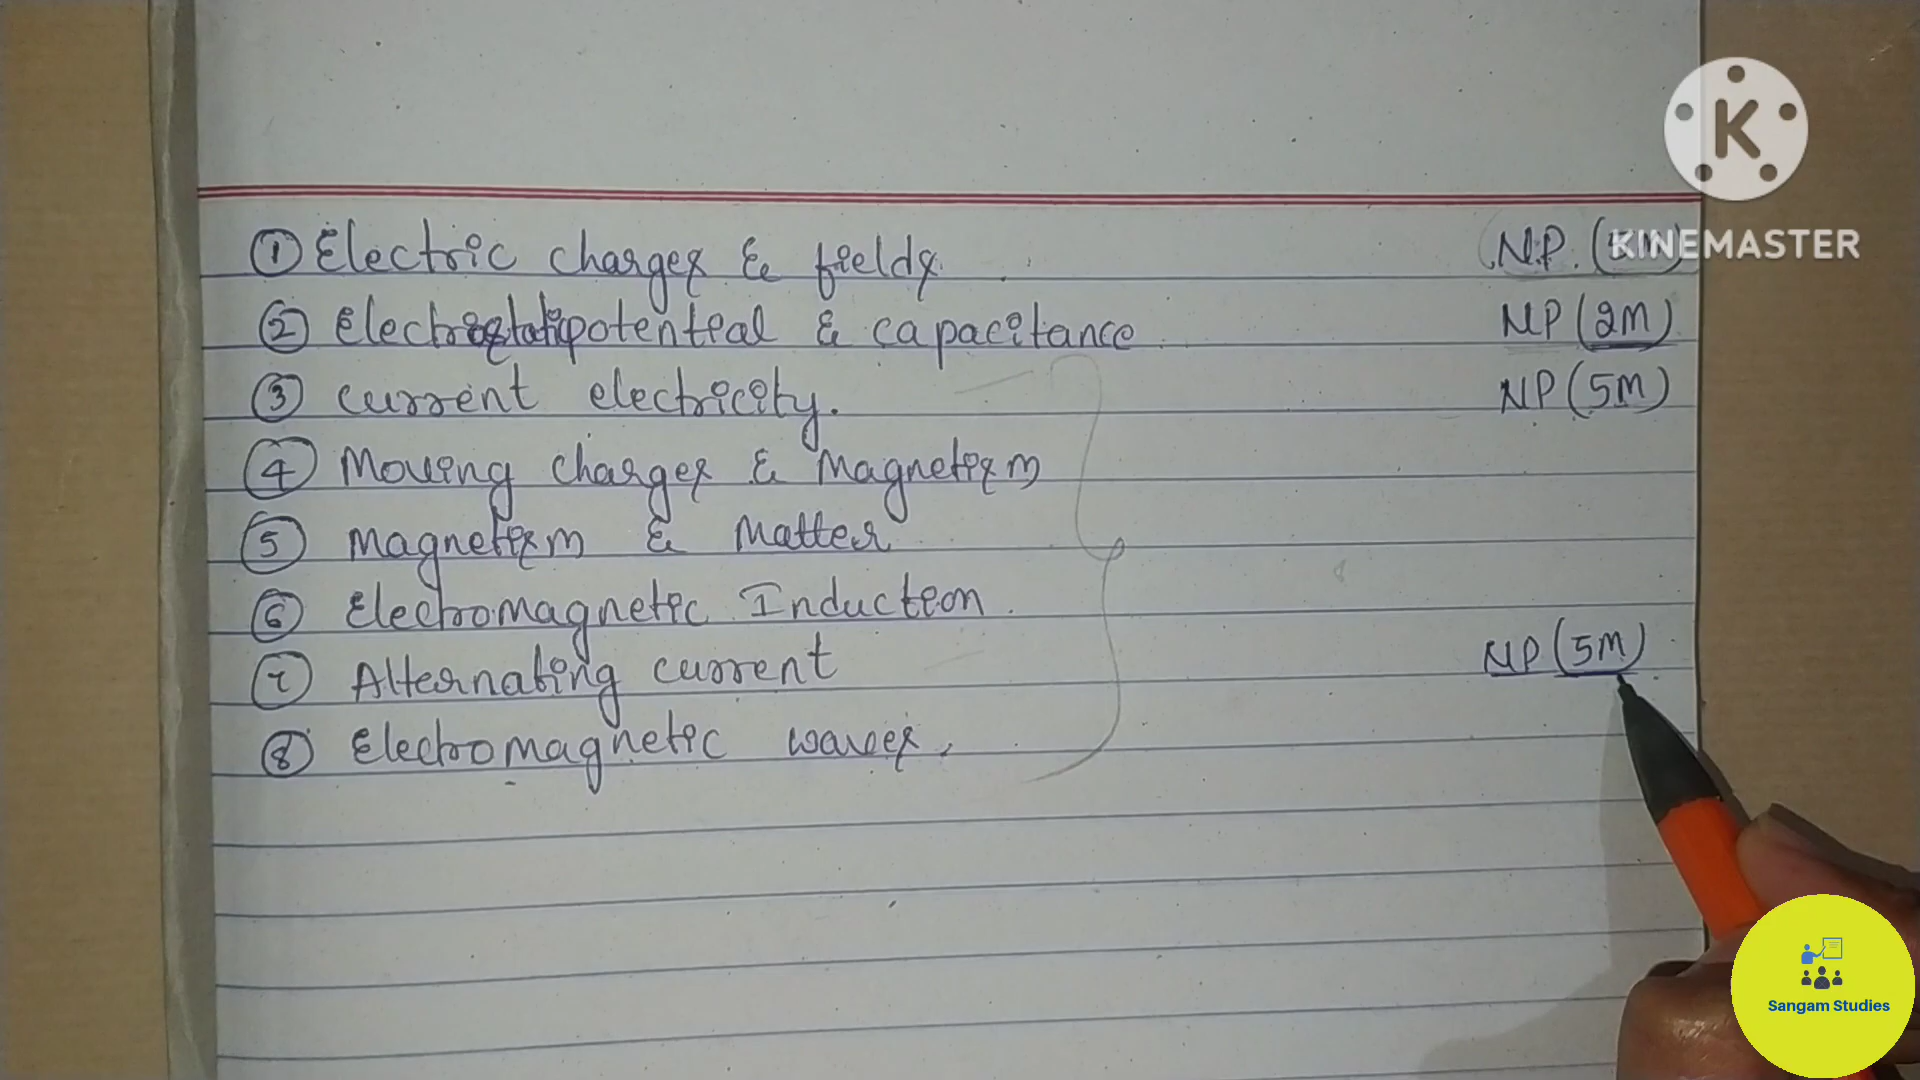 ① Electric charges & fields. N.P. (5M)
② Electrostatic potential & capacitance. NP (2M)
③ Current electricity. NP (5M)
④ Moving charges & Magnetism
⑤ Magnetism & Matter
⑥ Electromagnetic Induction.
⑦ Alternating current NP (5M)
⑧ Electromagnetic waves.
K
KINEMASTER
Sangam Studies